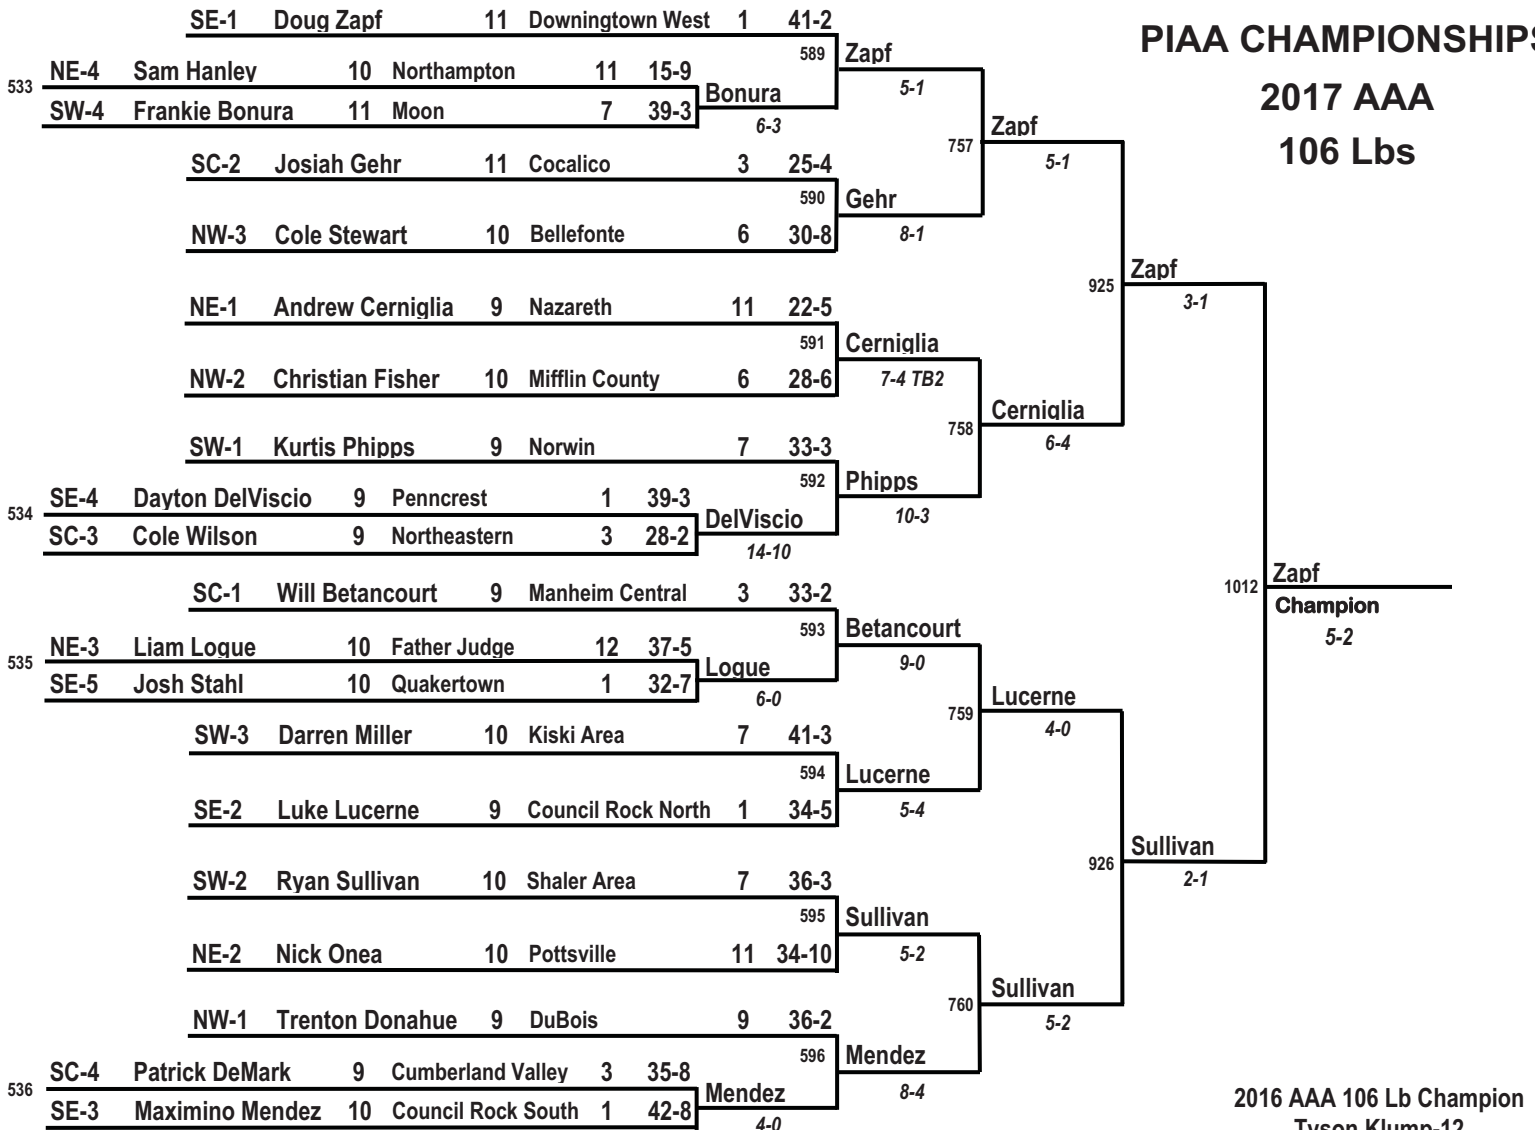 PIAA CHAMPIONSHIPS
2017 AAA
106 Lbs
SE-1 Doug Zapf 11 Downingtown West 1 41-2
589 Zapf
5-1
533 NE-4 Sam Hanley 10 Northampton 11 15-9
SW-4 Frankie Bonura 11 Moon 7 39-3
Bonura
6-3
757 Zapf
5-1
SC-2 Josiah Gehr 11 Cocalico 3 25-4
590 Gehr
8-1
NW-3 Cole Stewart 10 Bellefonte 6 30-8
925 Zapf
3-1
NE-1 Andrew Cerniglia 9 Nazareth 11 22-5
591 Cerniglia
7-4 TB2
NW-2 Christian Fisher 10 Mifflin County 6 28-6
758 Cerniglia
6-4
SW-1 Kurtis Phipps 9 Norwin 7 33-3
592 Phipps
10-3
534 SE-4 Dayton DelViscio 9 Penncrest 1 39-3
SC-3 Cole Wilson 9 Northeastern 3 28-2
DelViscio
14-10
1012 Zapf
Champion
5-2
SC-1 Will Betancourt 9 Manheim Central 3 33-2
593 Betancourt
9-0
535 NE-3 Liam Logue 10 Father Judge 12 37-5
SE-5 Josh Stahl 10 Quakertown 1 32-7
Logue
6-0
759 Lucerne
4-0
SW-3 Darren Miller 10 Kiski Area 7 41-3
594 Lucerne
5-4
SE-2 Luke Lucerne 9 Council Rock North 1 34-5
926 Sullivan
2-1
SW-2 Ryan Sullivan 10 Shaler Area 7 36-3
595 Sullivan
5-2
NE-2 Nick Onea 10 Pottsville 11 34-10
760 Sullivan
5-2
NW-1 Trenton Donahue 9 DuBois 9 36-2
596 Mendez
8-4
536 SC-4 Patrick DeMark 9 Cumberland Valley 3 35-8
SE-3 Maximino Mendez 10 Council Rock South 1 42-8
Mendez
4-0
2016 AAA 106 Lb Champion
Tyson Klump-12